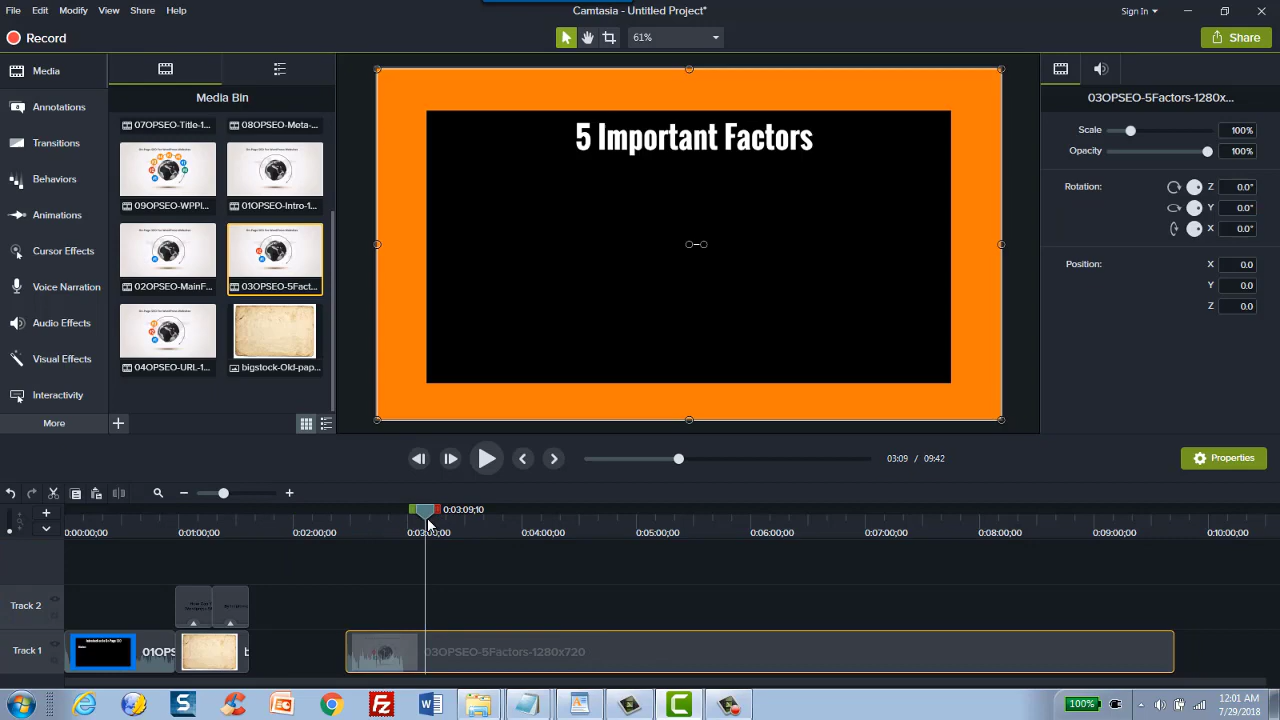 File Edit Modify View Share Help
Camtasia - Untitled Project*
Sign In
Record
61%
Share
Media
Annotations
Transitions
Behaviors
Animations
Cursor Effects
Voice Narration
Audio Effects
Visual Effects
Interactivity
More
Media Bin
07OPSEO-Title-1...
08OPSEO-Meta-...
09OPSEO-WPPl...
01OPSEO-Intro-1...
02OPSEO-MainF...
03OPSEO-5Fact...
04OPSEO-URL-1...
bigstock-Old-pap...
5 Important Factors
03OPSEO-5Factors-1280x...
Scale 100%
Opacity 100%
Rotation: Z 0.0°
Y 0.0°
X 0.0°
Position: X 0.0
Y 0.0
Z 0.0
03:09 / 09:42
Properties
0:03:09;10
0:00:00;00 0:01:00;00 0:02:00;00 0:03:00;00 0:04:00;00 0:05:00;00 0:06:00;00 0:07:00;00 0:08:00;00 0:09:00;00 0:10:00;00
Track 2
Track 1
01OPS
03OPSEO-5Factors-1280x720
100%
12:01 AM
7/29/2018